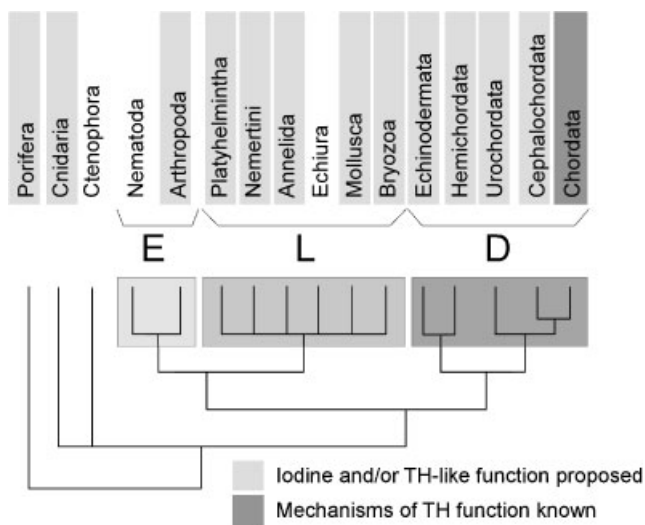 Porífera
Cnidaria
Ctenophora
Nematoda
Arthropoda
Platyhelmintha
Nemertini
Annelida
Echiura
Mollusca
Bryozoa
Echinodermata
Hemichordata
Urochordata
Cephalochordata
Chordata
E
L
D
Iodine and/or TH-like function proposed
Mechanisms of TH function known